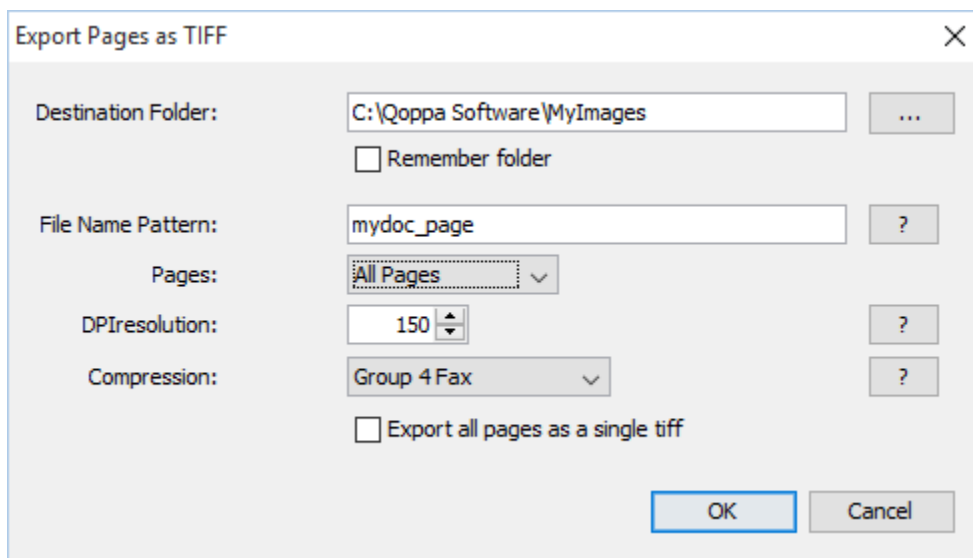 Export Pages as TIFF
Destination Folder: C:\Qoppa Software\MyImages ...
Remember folder
File Name Pattern: mydoc_page ?
Pages: All Pages
DPIresolution: 150 ?
Compression: Group 4 Fax ?
Export all pages as a single tiff
OK Cancel